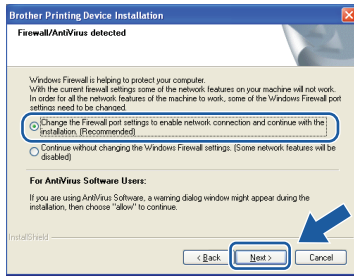 Brother Printing Device Installation
Firewall/AntiVirus detected
Windows Firewall is helping to protect your computer.
With the current firewall settings some of the network features on your machine will not work.
In order for all the network features of the machine to work, some of the Windows Firewall port
settings need to be changed.
Change the Firewall port settings to enable network connection and continue with the
installation. (Recommended)
Continue without changing the Windows Firewall settings. (Some network features will be
disabled)
For AntiVirus Software Users:
If you are using AntiVirus Software, a warning dialog window might appear during the
installation, then choose "allow" to continue.
InstallShield
< Back
Next >
Cancel